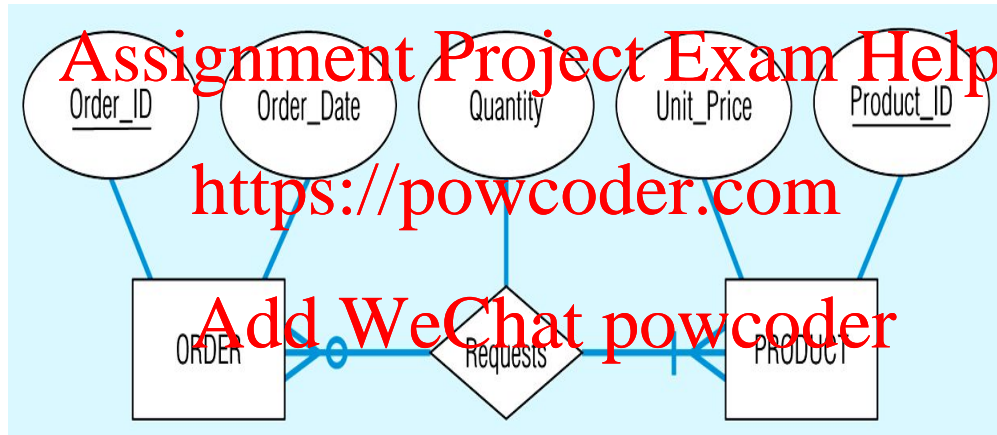 Assignment Project Exam Help
Order_ID Order_Date Quantity Unit_Price Product_ID
https://powcoder.com
Add WeChat powcoder
ORDER Requests PRODUCT